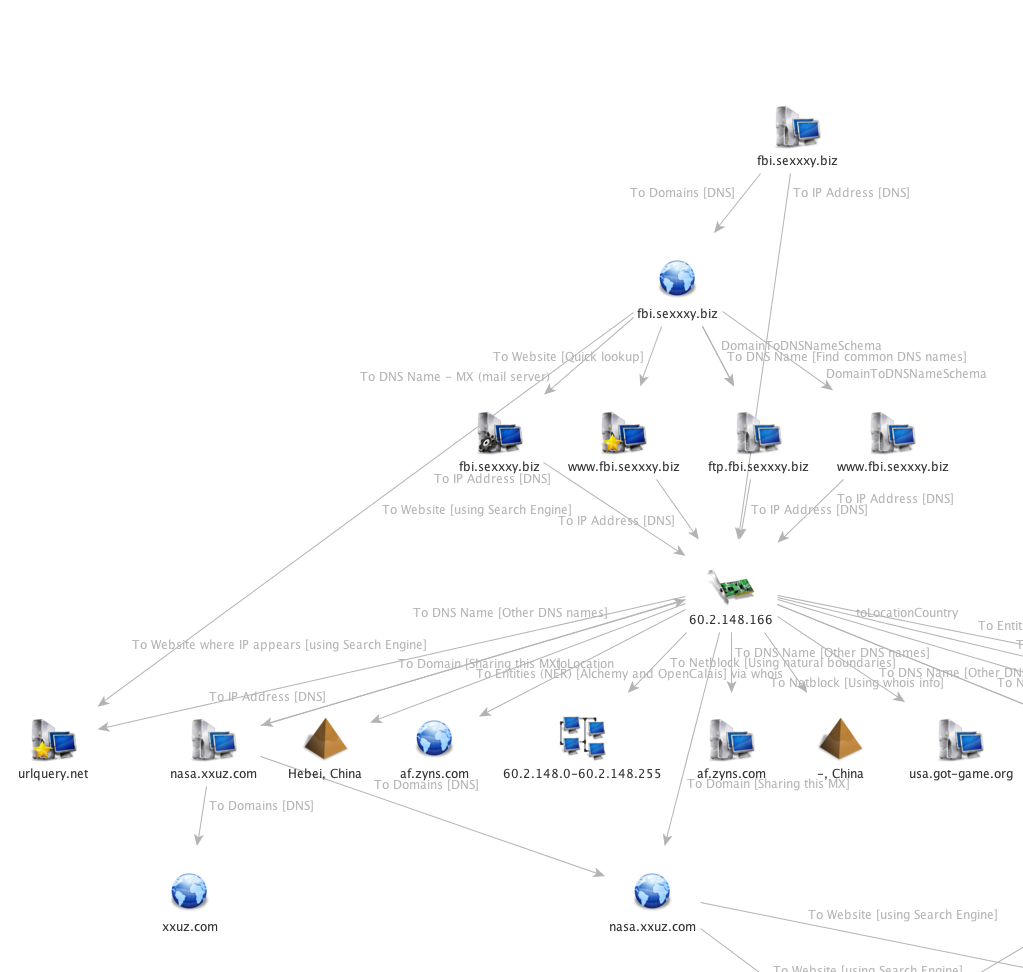 fbi.sexxxy.biz
To Domains [DNS]
To IP Address [DNS]
fbi.sexxxy.biz
DomainToDNSNameSchema
To Website [Quick lookup]
To DNS Name [Find common DNS names]
To DNS Name - MX (mail server)
DomainToDNSNameSchema
fbi.sexxxy.biz
www.fbi.sexxxy.biz
ftp.fbi.sexxxy.biz
www.fbi.sexxxy.biz
To IP Address [DNS]
To IP Address [DNS]
To Website [using Search Engine]
To IP Address [DNS]
To IP Address [DNS]
60.2.148.166
To DNS Name [Other DNS names]
toLocationCountry
To Entit
To Website where IP appears [using Search Engine]
To DNS Name [Other DNS names]
To Domain [Sharing this MX]
toLocation
To Netblock [Using natural boundaries]
To Entities (NER) [Alchemy and OpenCalais] via whois
To DNS Name [Other DN
To Netblock [Using whois info]
To N
To IP Address [DNS]
urlquery.net
nasa.xxuz.com
Hebei, China
af.zyns.com
60.2.148.0-60.2.148.255
af.zyns.com
-, China
usa.got-game.org
To Domains [DNS]
To Domain [Sharing this MX]
To Domains [DNS]
xxuz.com
nasa.xxuz.com
To Website [using Search Engine]
To Website [using Search Engine]